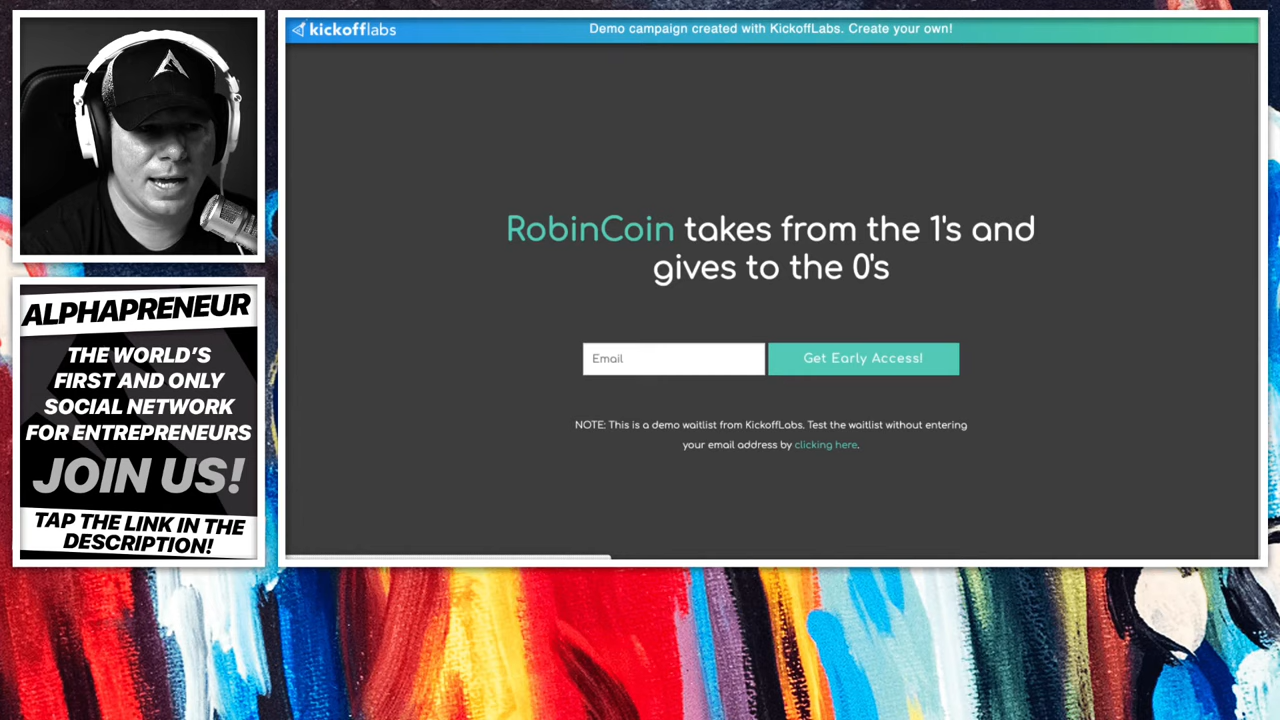 kickofflabs
Demo campaign created with KickoffLabs. Create your own!
RobinCoin takes from the 1's and
gives to the 0's
Email
Get Early Access!
NOTE: This is a demo waitlist from KickoffLabs. Test the waitlist without entering
your email address by clicking here.
ALPHAPRENEUR
THE WORLD'S
FIRST AND ONLY
SOCIAL NETWORK
FOR ENTREPRENEURS
JOIN US!
TAP THE LINK IN THE
DESCRIPTION!